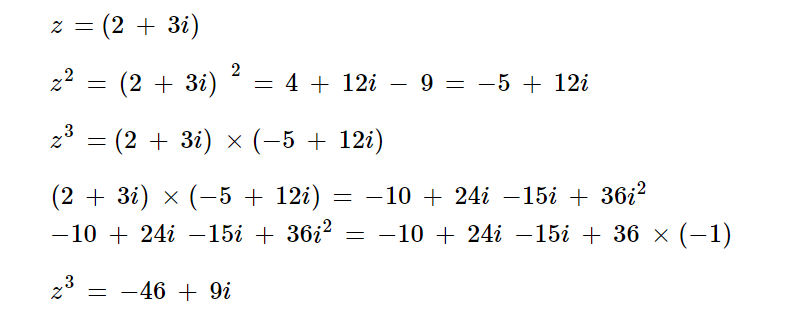 z = (2 + 3i)
z² = (2 + 3i) ² = 4 + 12i − 9 = −5 + 12i
z³ = (2 + 3i) × (−5 + 12i)
(2 + 3i) × (−5 + 12i) = −10 + 24i −15i + 36i²
−10 + 24i −15i + 36i² = −10 + 24i −15i + 36 × (−1)
z³ = −46 + 9i